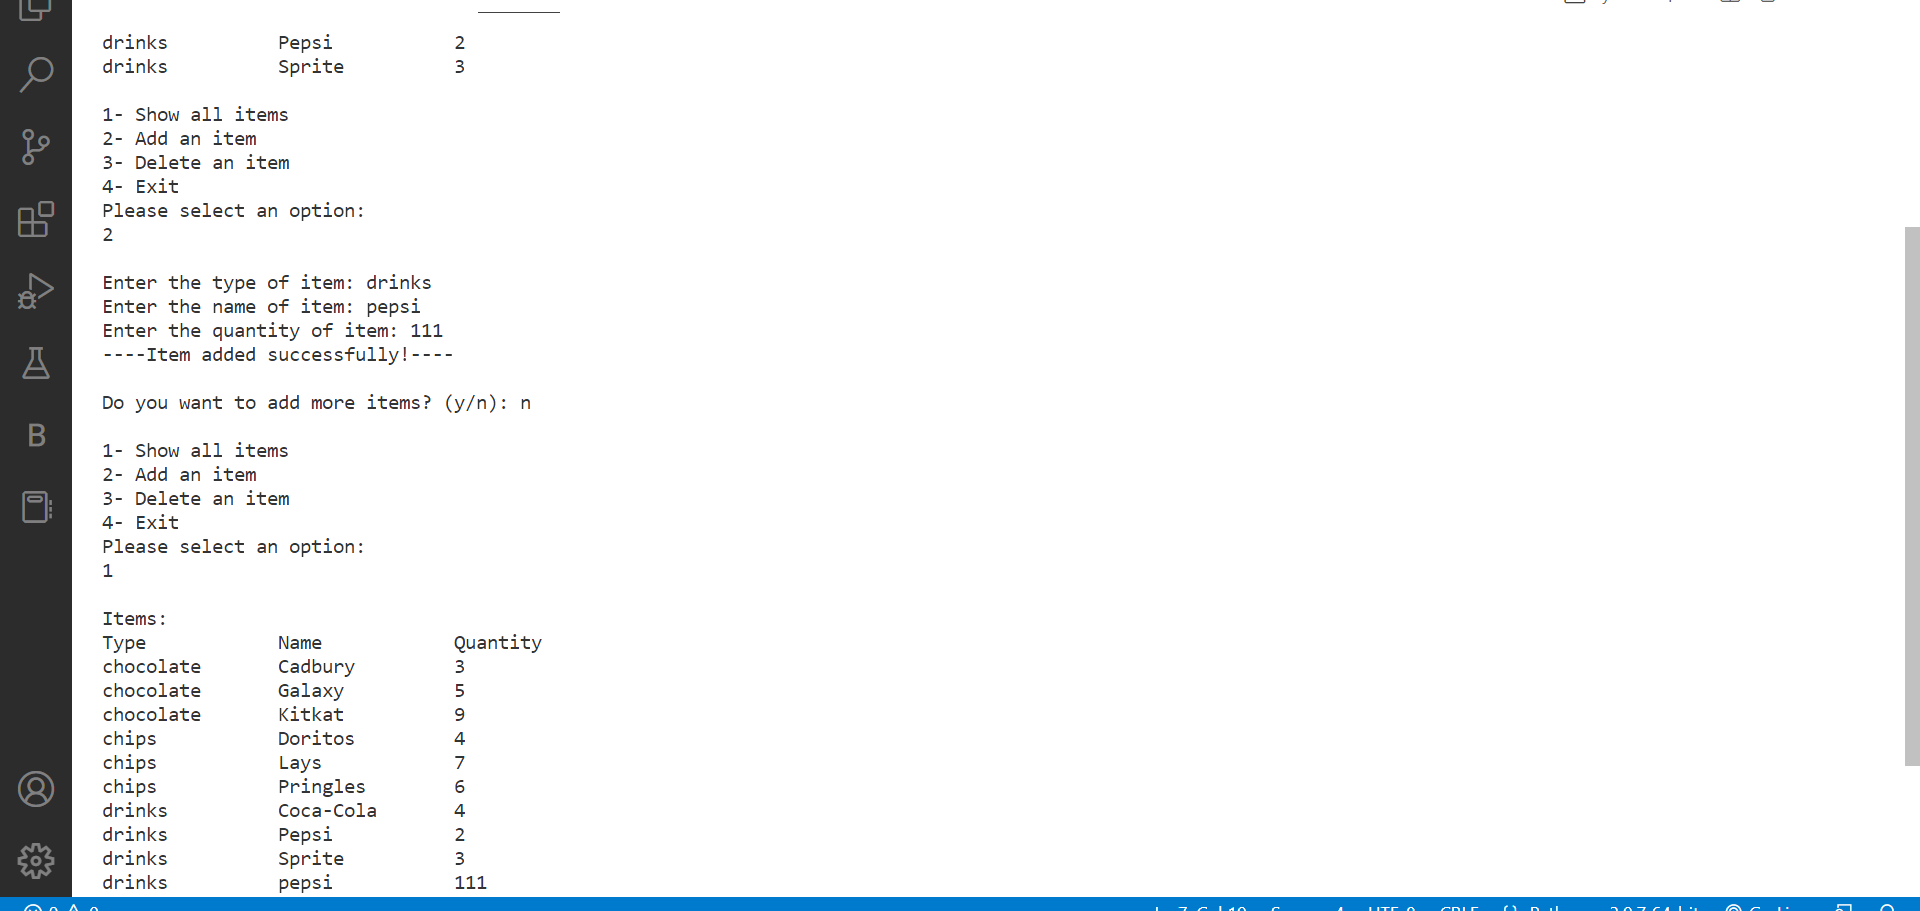 drinks Pepsi 2
drinks Sprite 3
1- Show all items
2- Add an item
3- Delete an item
4- Exit
Please select an option:
2
Enter the type of item: drinks
Enter the name of item: pepsi
Enter the quantity of item: 111
----Item added successfully!----
Do you want to add more items? (y/n): n
1- Show all items
2- Add an item
3- Delete an item
4- Exit
Please select an option:
1
Items:
Type Name Quantity
chocolate Cadbury 3
chocolate Galaxy 5
chocolate Kitkat 9
chips Doritos 4
chips Lays 7
chips Pringles 6
drinks Coca-Cola 4
drinks Pepsi 2
drinks Sprite 3
drinks pepsi 111
B